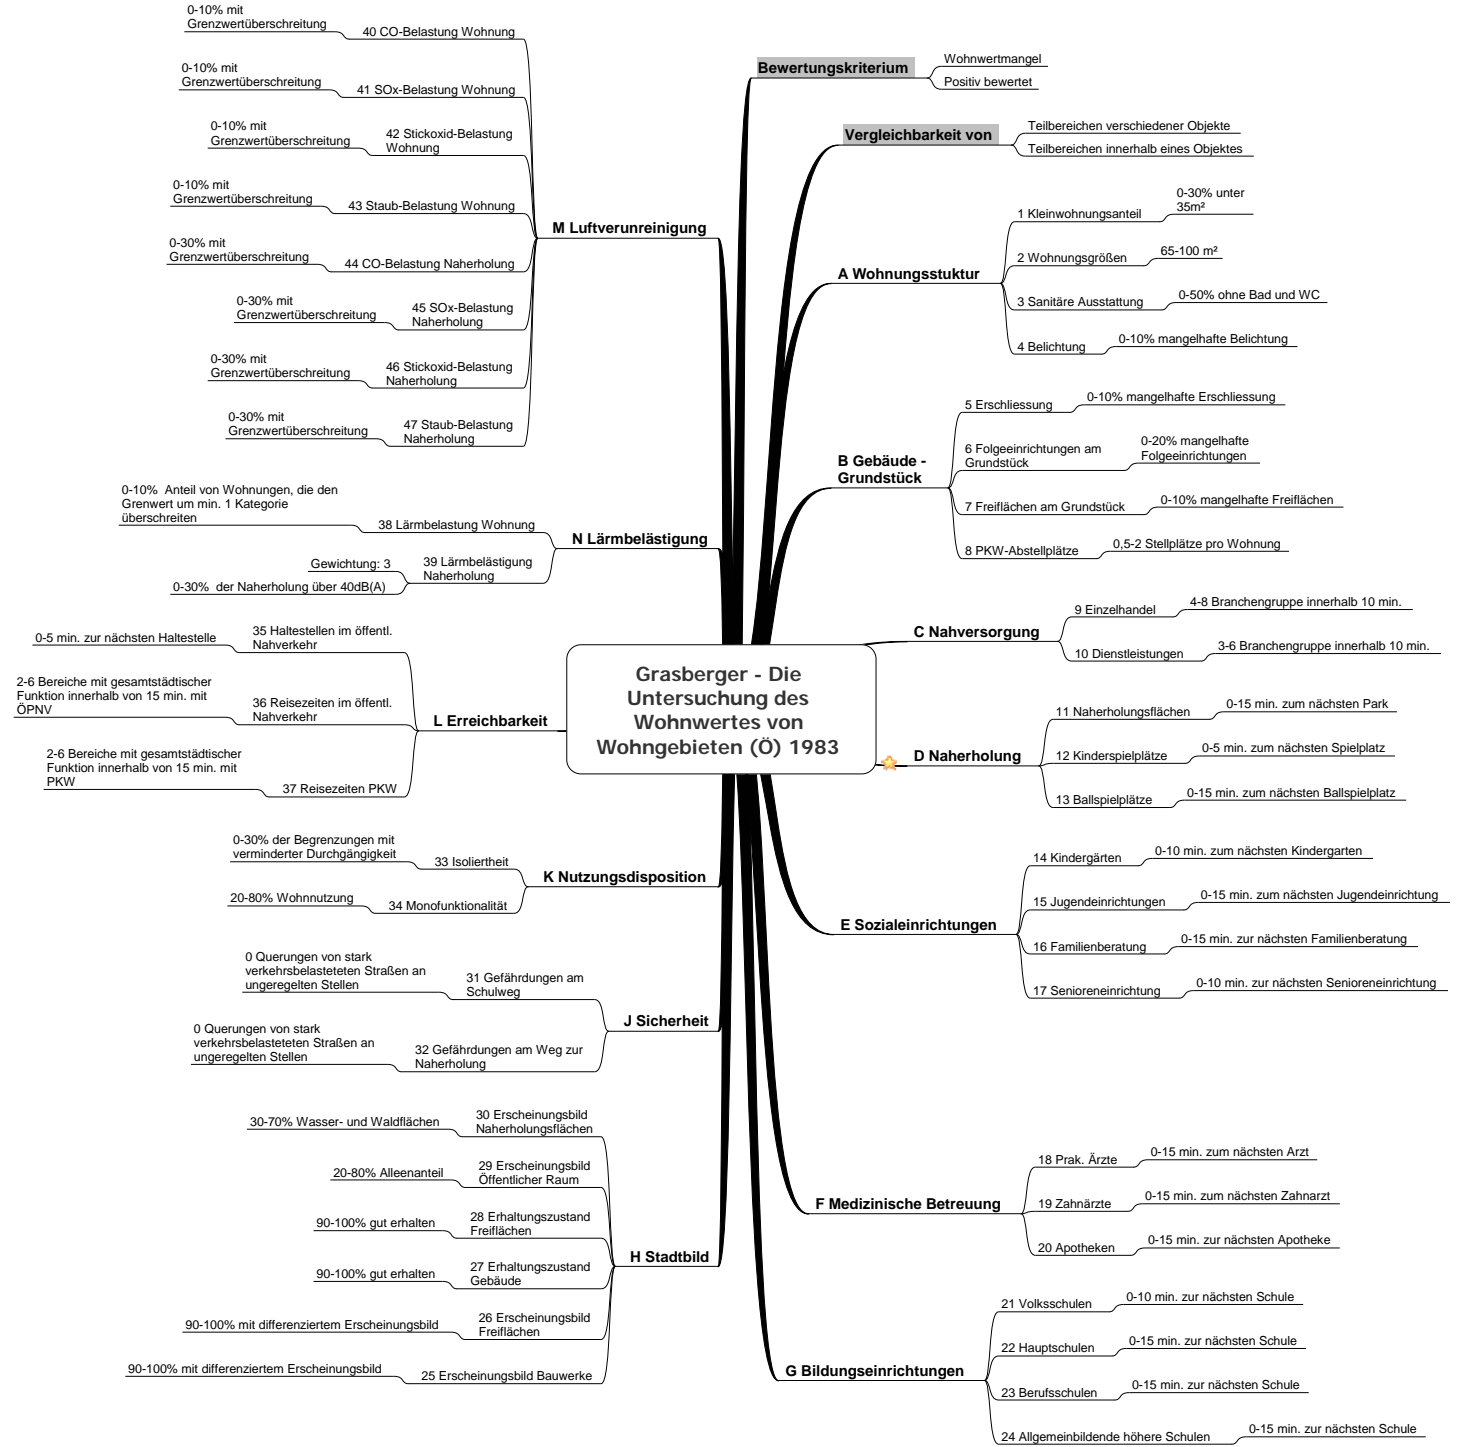 Grasberger - Die
Untersuchung des
Wohnwertes von
Wohngebieten (Ö) 1983
Bewertungskriterium
Wohnwertmangel
Positiv bewertet
Vergleichbarkeit von
Teilbereichen verschiedener Objekte
Teilbereichen innerhalb eines Objektes
A Wohnungsstuktur
1 Kleinwohnungsanteil
0-30% unter
35m²
2 Wohnungsgrößen
65-100 m²
3 Sanitäre Ausstattung
0-50% ohne Bad und WC
4 Belichtung
0-10% mangelhafte Belichtung
B Gebäude -
Grundstück
5 Erschliessung
0-10% mangelhafte Erschliessung
6 Folgeeinrichtungen am
Grundstück
0-20% mangelhafte
Folgeeinrichtungen
7 Freiflächen am Grundstück
0-10% mangelhafte Freiflächen
8 PKW-Abstellplätze
0,5-2 Stellplätze pro Wohnung
C Nahversorgung
9 Einzelhandel
4-8 Branchengruppe innerhalb 10 min.
10 Dienstleistungen
3-6 Branchengruppe innerhalb 10 min.
D Naherholung
11 Naherholungsflächen
0-15 min. zum nächsten Park
12 Kinderspielplätze
0-5 min. zum nächsten Spielplatz
13 Ballspielplätze
0-15 min. zum nächsten Ballspielplatz
E Sozialeinrichtungen
14 Kindergärten
0-10 min. zum nächsten Kindergarten
15 Jugendeinrichtungen
0-15 min. zum nächsten Jugendeinrichtung
16 Familienberatung
0-15 min. zur nächsten Familienberatung
17 Senioreneinrichtung
0-10 min. zur nächsten Senioreneinrichtung
F Medizinische Betreuung
18 Prak. Ärzte
0-15 min. zum nächsten Arzt
19 Zahnärzte
0-15 min. zum nächsten Zahnarzt
20 Apotheken
0-15 min. zur nächsten Apotheke
G Bildungseinrichtungen
21 Volksschulen
0-10 min. zur nächsten Schule
22 Hauptschulen
0-15 min. zur nächsten Schule
23 Berufsschulen
0-15 min. zur nächsten Schule
24 Allgemeinbildende höhere Schulen
0-15 min. zur nächsten Schule
M Luftverunreinigung
40 CO-Belastung Wohnung
0-10% mit
Grenzwertüberschreitung
41 SOx-Belastung Wohnung
0-10% mit
Grenzwertüberschreitung
42 Stickoxid-Belastung
Wohnung
0-10% mit
Grenzwertüberschreitung
43 Staub-Belastung Wohnung
0-10% mit
Grenzwertüberschreitung
44 CO-Belastung Naherholung
0-30% mit
Grenzwertüberschreitung
45 SOx-Belastung
Naherholung
0-30% mit
Grenzwertüberschreitung
46 Stickoxid-Belastung
Naherholung
0-30% mit
Grenzwertüberschreitung
47 Staub-Belastung
Naherholung
0-30% mit
Grenzwertüberschreitung
N Lärmbelästigung
38 Lärmbelastung Wohnung
0-10% Anteil von Wohnungen, die den
Grenwert um min. 1 Kategorie
überschreiten
39 Lärmbelästigung
Naherholung
Gewichtung: 3
0-30% der Naherholung über 40dB(A)
L Erreichbarkeit
35 Haltestellen im öffentl.
Nahverkehr
0-5 min. zur nächsten Haltestelle
36 Reisezeiten im öffentl.
Nahverkehr
2-6 Bereiche mit gesamtstädtischer
Funktion innerhalb von 15 min. mit
ÖPNV
37 Reisezeiten PKW
2-6 Bereiche mit gesamtstädtischer
Funktion innerhalb von 15 min. mit
PKW
K Nutzungsdisposition
33 Isoliertheit
0-30% der Begrenzungen mit
verminderter Durchgängigkeit
34 Monofunktionalität
20-80% Wohnnutzung
J Sicherheit
31 Gefährdungen am
Schulweg
0 Querungen von stark
verkehrsbelasteteten Straßen an
ungeregelten Stellen
32 Gefährdungen am Weg zur
Naherholung
0 Querungen von stark
verkehrsbelasteteten Straßen an
ungeregelten Stellen
H Stadtbild
30 Erscheinungsbild
Naherholungsflächen
30-70% Wasser- und Waldflächen
29 Erscheinungsbild
Öffentlicher Raum
20-80% Alleenanteil
28 Erhaltungszustand
Freiflächen
90-100% gut erhalten
27 Erhaltungszustand
Gebäude
90-100% gut erhalten
26 Erscheinungsbild
Freiflächen
90-100% mit differenziertem Erscheinungsbild
25 Erscheinungsbild Bauwerke
90-100% mit differenziertem Erscheinungsbild